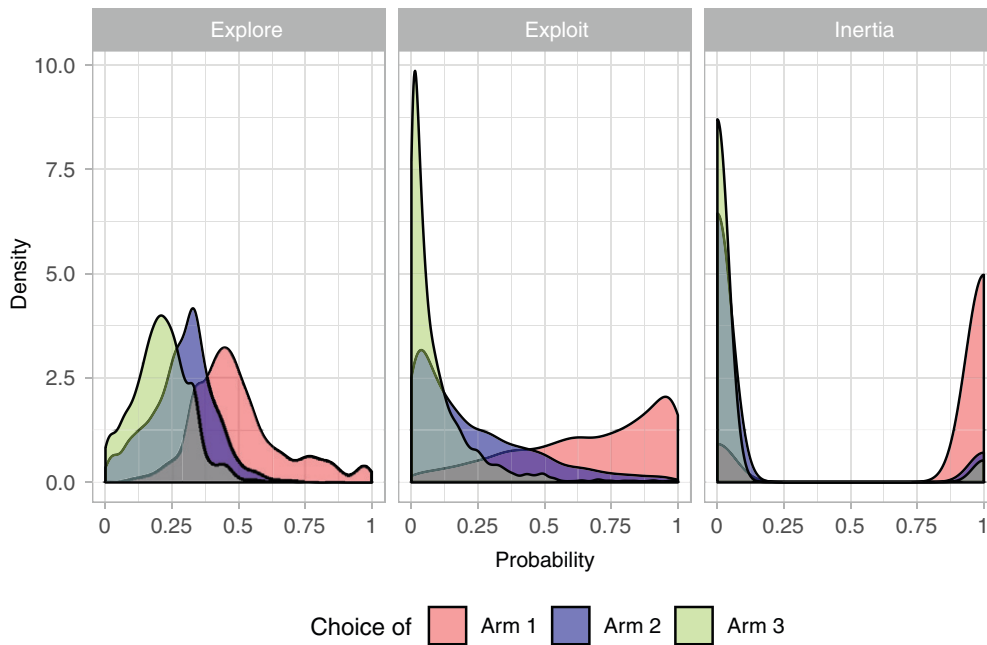 Explore Exploit Inertia
10.0
7.5
5.0
2.5
0.0
Density
0 0.25 0.5 0.75 1 0 0.25 0.5 0.75 1 0 0.25 0.5 0.75 1
Probability
Choice of Arm 1 Arm 2 Arm 3